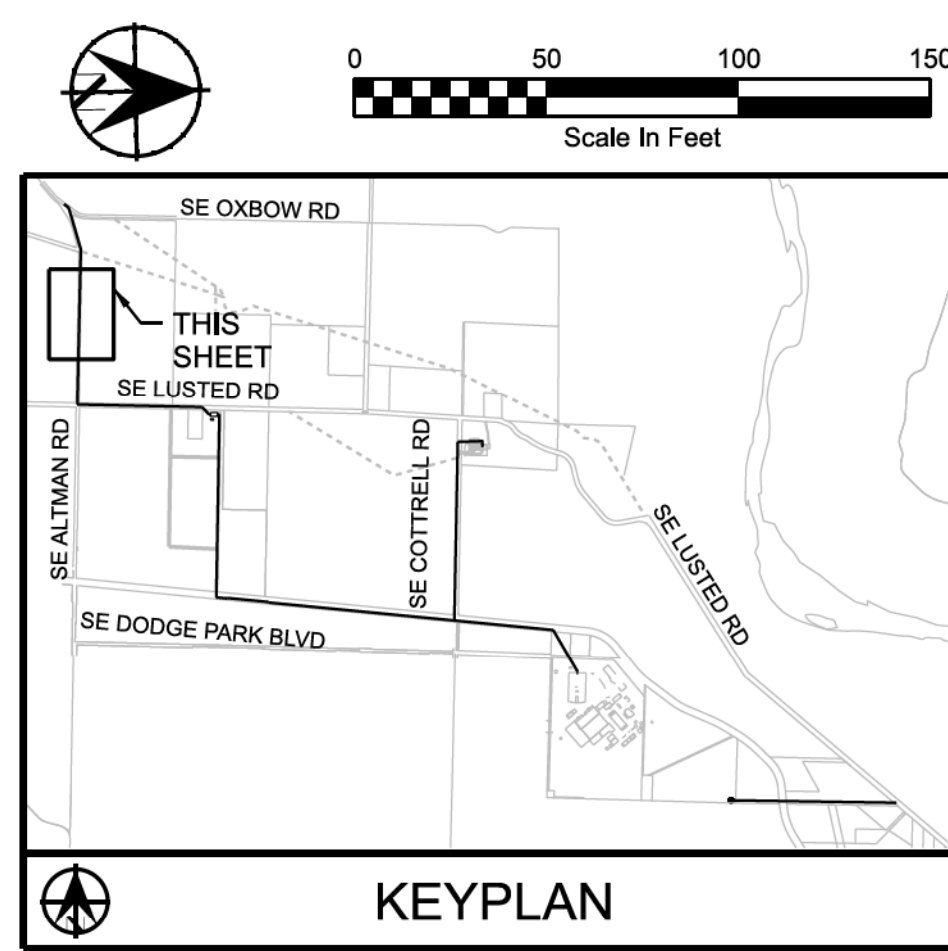 0 50 100 150
Scale In Feet
SE OXBOW RD
THIS
SHEET
SE LUSTED RD
SE ALTMAN RD
SE COTTRELL RD
SE LUSTED RD
SE DODGE PARK BLVD
N
KEYPLAN